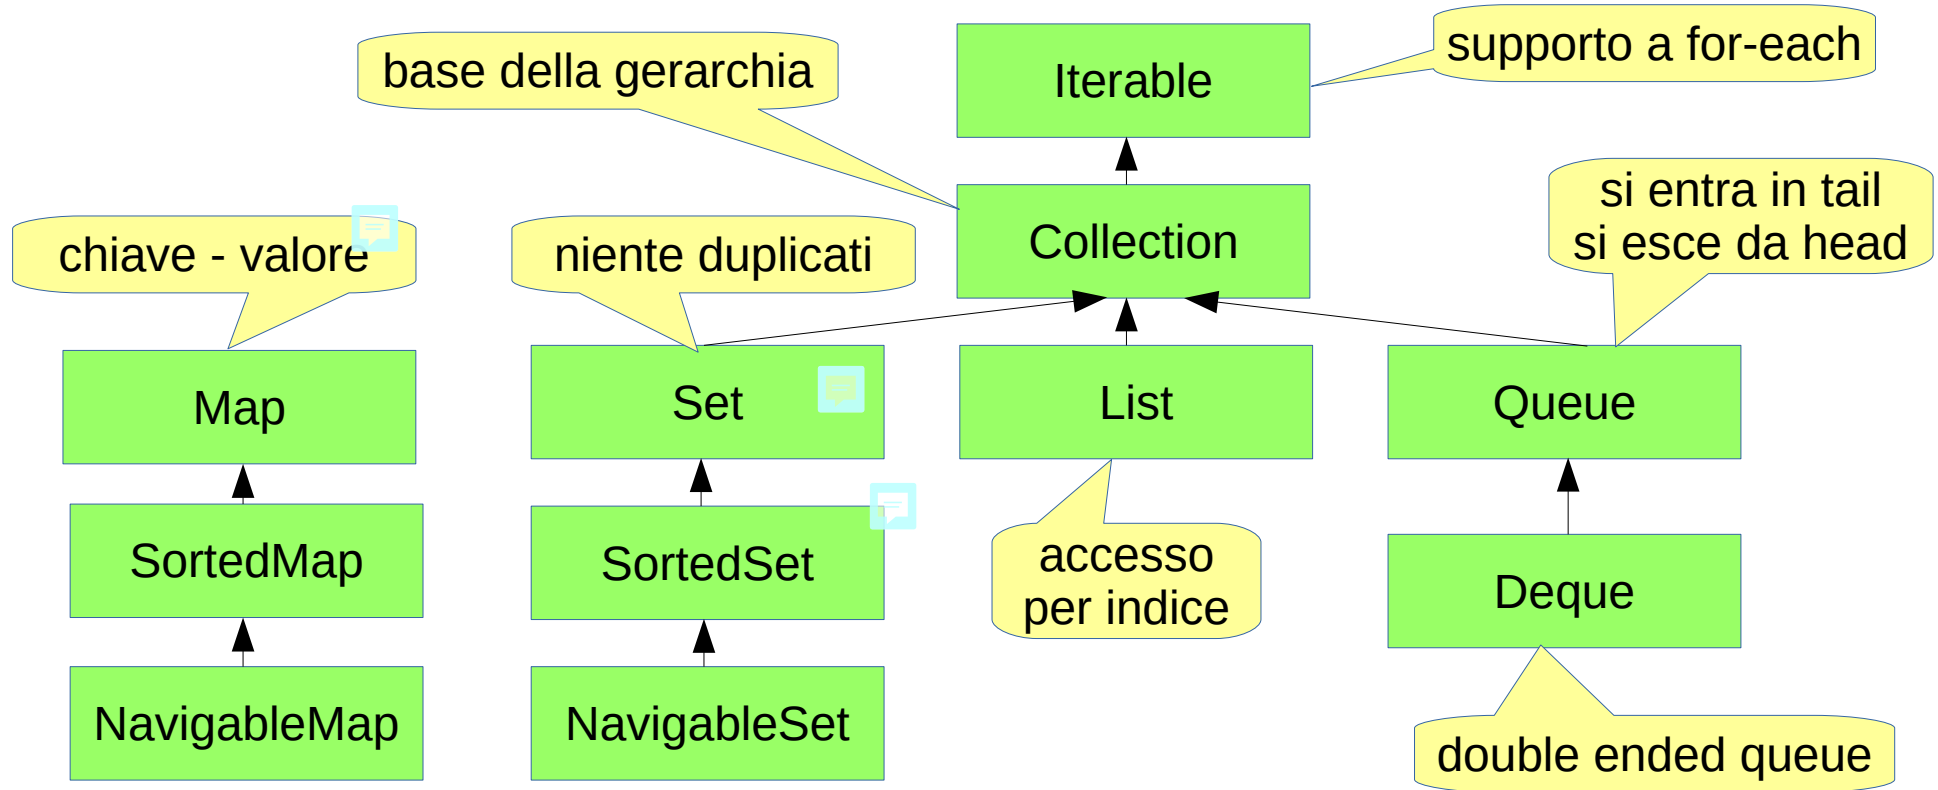 supporto a for-each
base della gerarchia
Iterable
si entra in tail
si esce da head
chiave - valore
niente duplicati
Collection
Map
Set
List
Queue
SortedMap
SortedSet
accesso
per indice
Deque
NavigableMap
NavigableSet
double ended queue